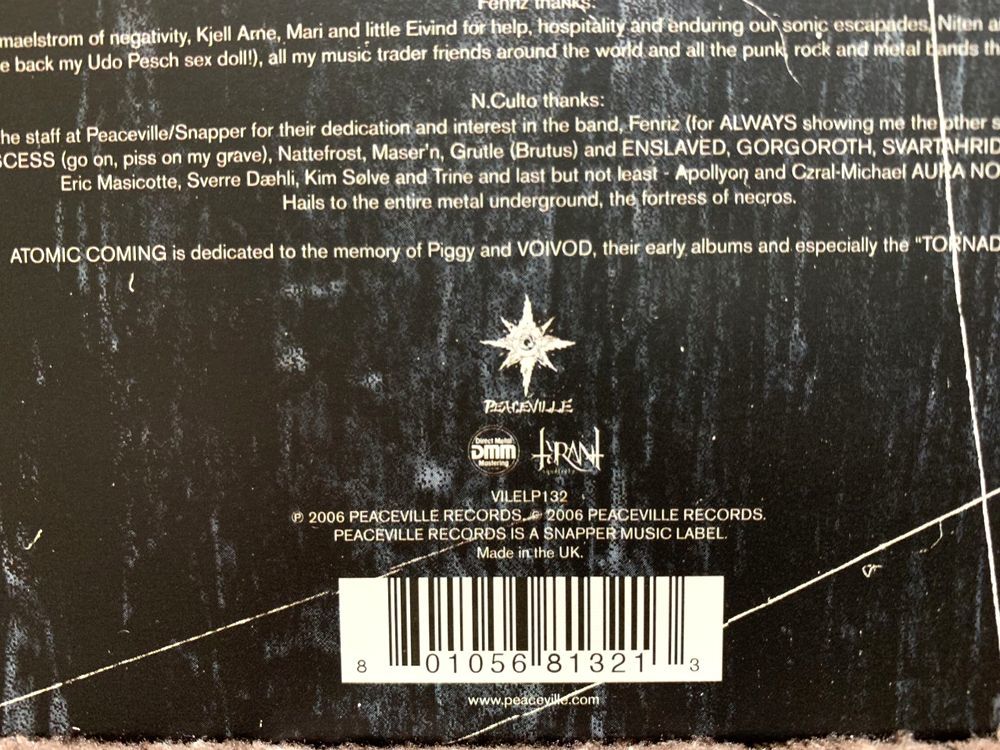 Fenriz thanks:
maelstrom of negativity, Kjell Arne, Mari and little Eivind for help, hospitality and enduring our sonic escapades, Niten a
e back my Udo Pesch sex doll!), all my music trader friends around the world and all the punk, rock and metal bands th
N.Culto thanks:
he staff at Peaceville/Snapper for their dedication and interest in the band, Fenriz (for ALWAYS showing me the other s
SCESS (go on, piss on my grave), Nattefrost, Maser'n, Grutle (Brutus) and ENSLAVED, GORGOROTH, SVARTAHRID
Eric Masicotte, Sverre Dæhli, Kim Sølve and Trine and last but not least - Apollyon and Czral-Michael AURA NO
Hails to the entire metal underground, the fortress of necros.
ATOMIC COMING is dedicated to the memory of Piggy and VOIVOD, their early albums and especially the "TORNAD
PEACEVILLE
Direct Metal
DMM
Mastering
TYRANT
VILELP132
℗ 2006 PEACEVILLE RECORDS. © 2006 PEACEVILLE RECORDS.
PEACEVILLE RECORDS IS A SNAPPER MUSIC LABEL.
Made in the UK.
8 01056 81321 3
www.peaceville.com